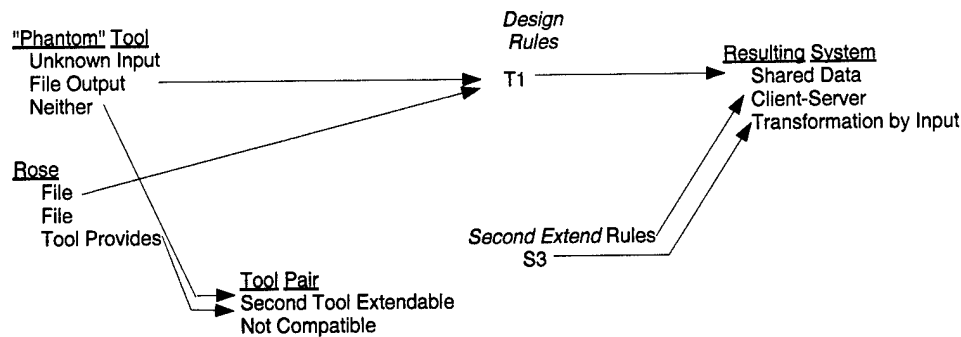 "Phantom" Tool
Unknown Input
File Output
Neither
Rose
File
File
Tool Provides
Tool Pair
Second Tool Extendable
Not Compatible
Design
Rules
T1
Second Extend Rules
S3
Resulting System
Shared Data
Client-Server
Transformation by Input